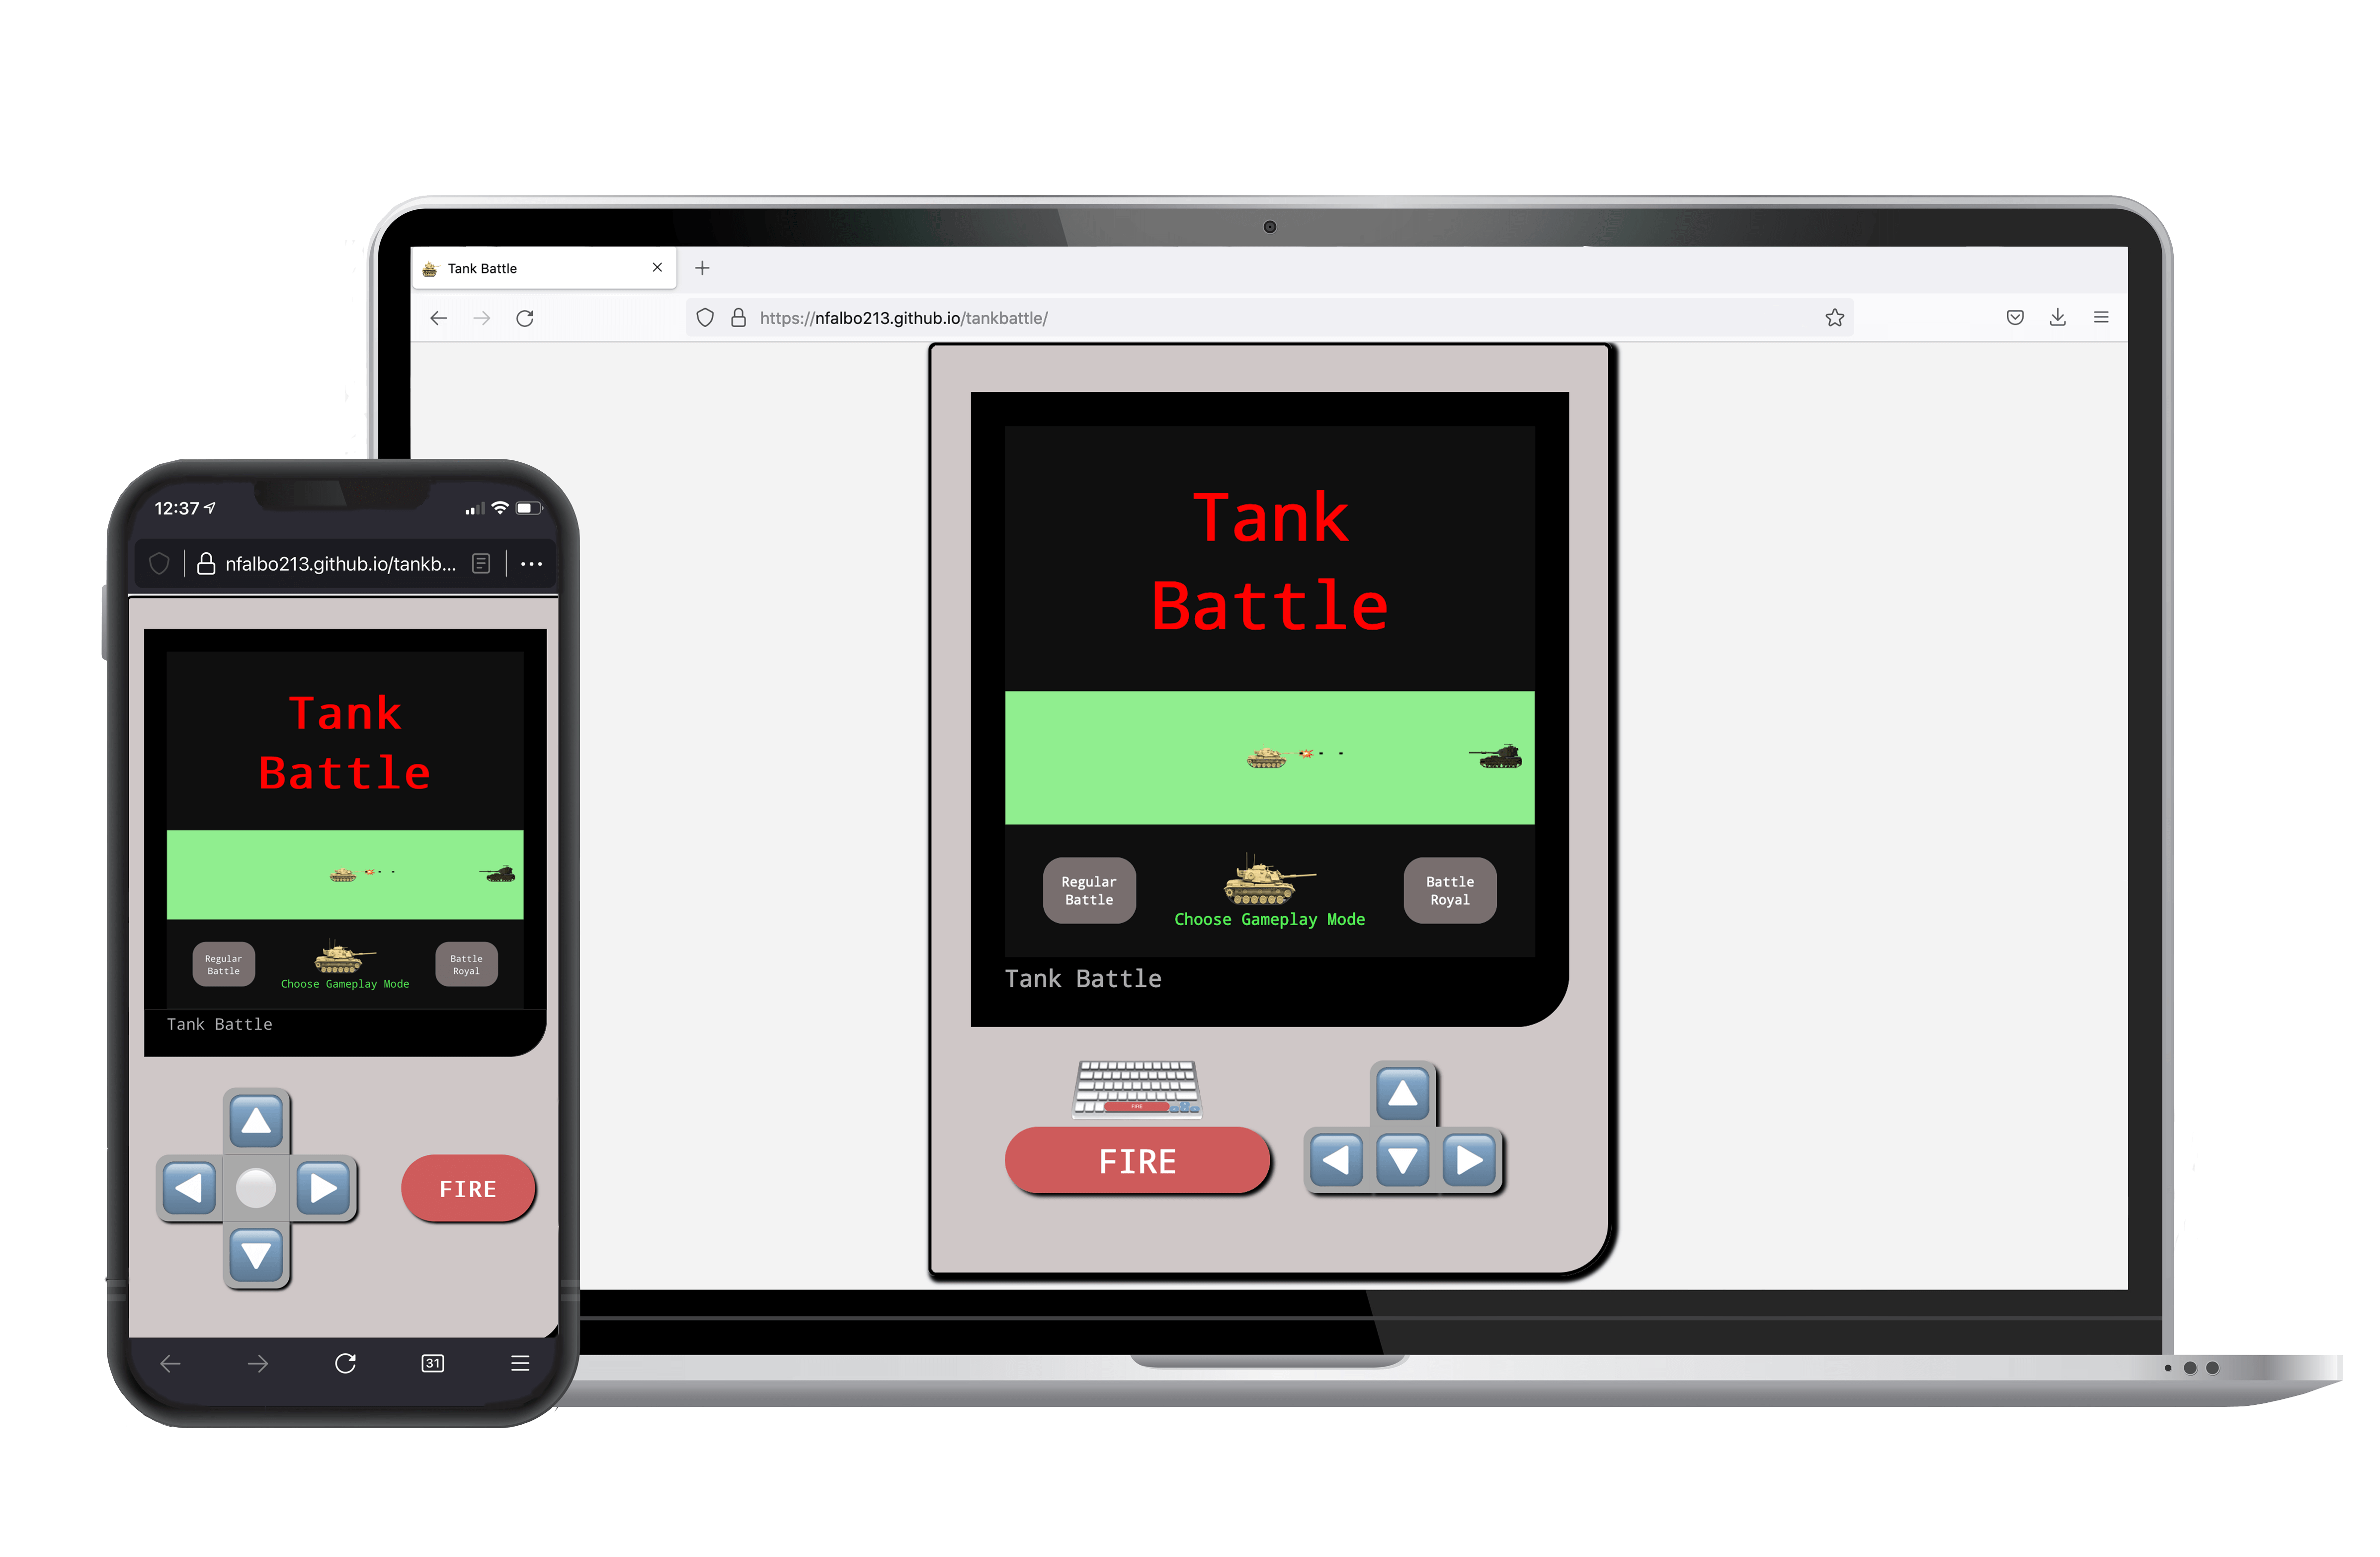 Tank Battle
https://nfalbo213.github.io/tankbattle/
Tank
Battle
Regular
Battle
Choose Gameplay Mode
Battle
Royal
Tank Battle
FIRE
FIRE
12:37
nfalbo213.github.io/tankb...
Tank
Battle
Regular
Battle
Choose Gameplay Mode
Battle
Royal
Tank Battle
FIRE
31